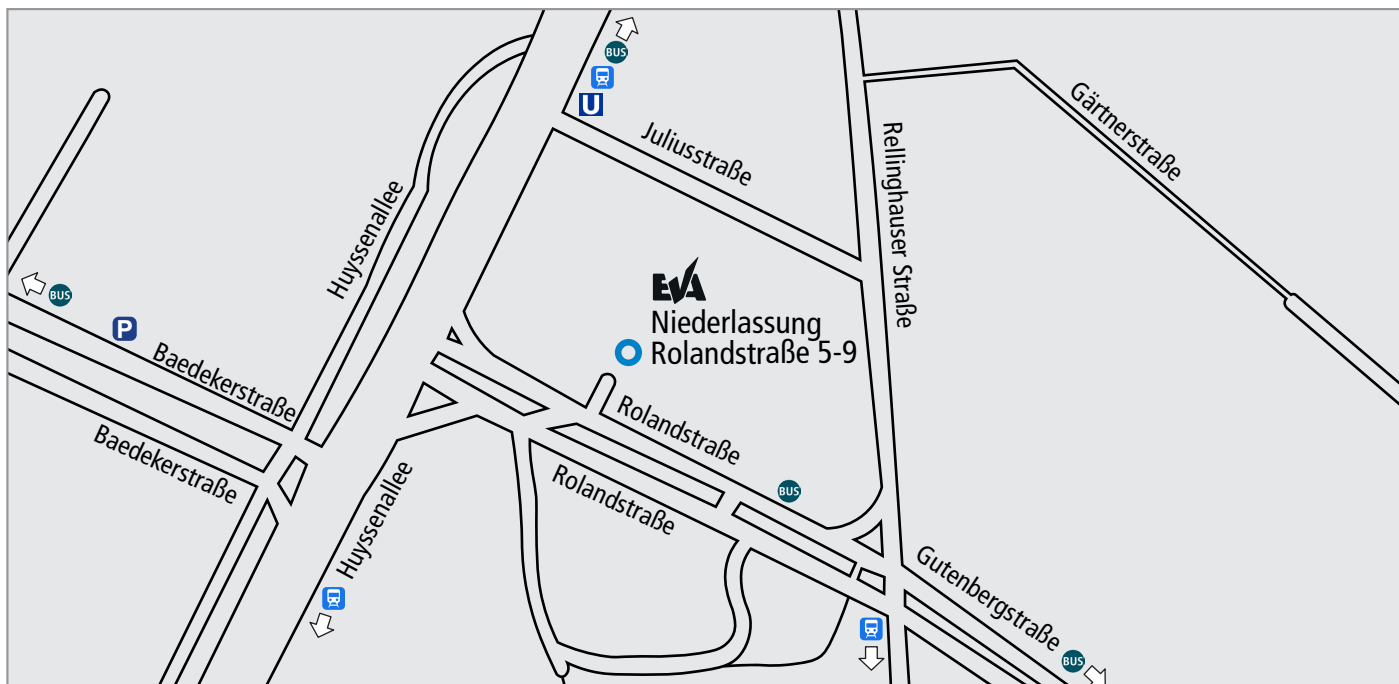 BUS
U
Juliusstraße
Rellinghauser Straße
Gärtnerstraße
Huyssenallee
BUS
P
Baedekerstraße
Baedekerstraße
EVA
Niederlassung
Rolandstraße 5-9
Rolandstraße
Rolandstraße
BUS
Huyssenallee
Gutenbergstraße
BUS